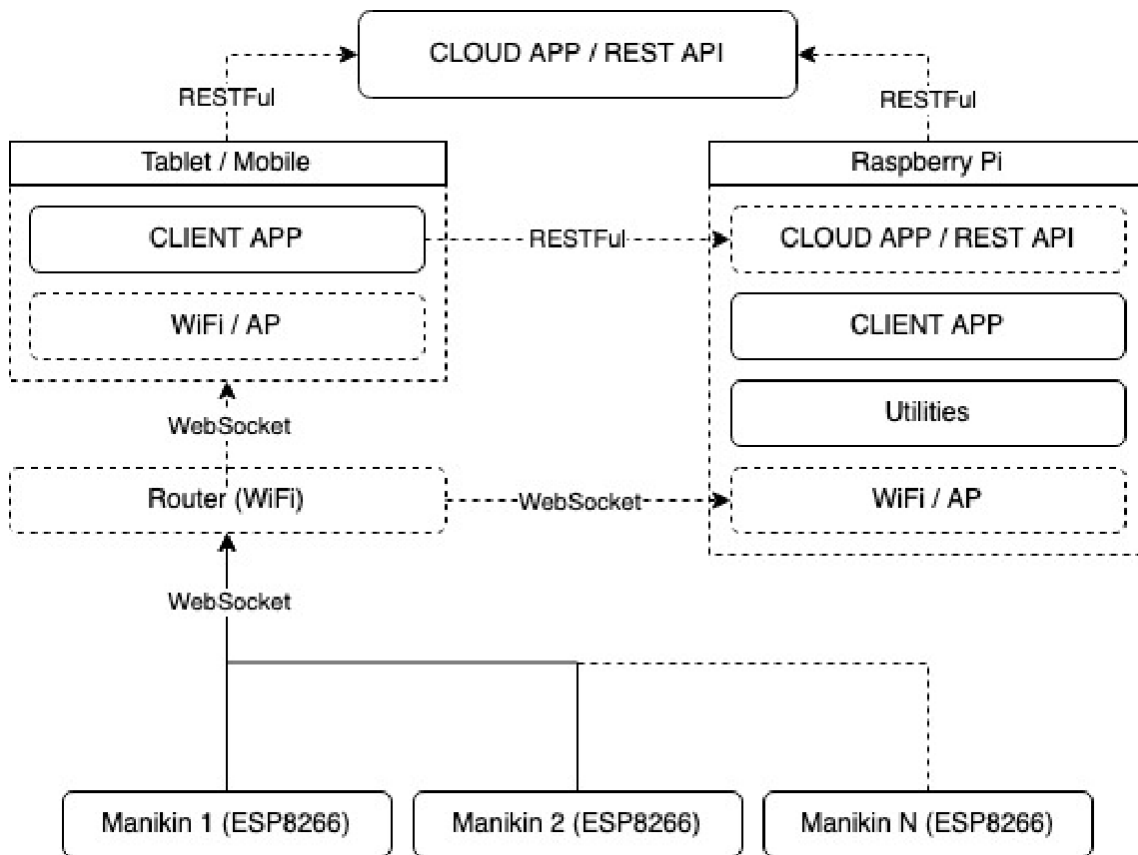 CLOUD APP / REST API
RESTFul
RESTFul
Tablet / Mobile
Raspberry Pi
CLIENT APP
RESTFul
CLOUD APP / REST API
WiFi / AP
CLIENT APP
Utilities
WebSocket
Router (WiFi)
WebSocket
WiFi / AP
WebSocket
Manikin 1 (ESP8266)
Manikin 2 (ESP8266)
Manikin N (ESP8266)